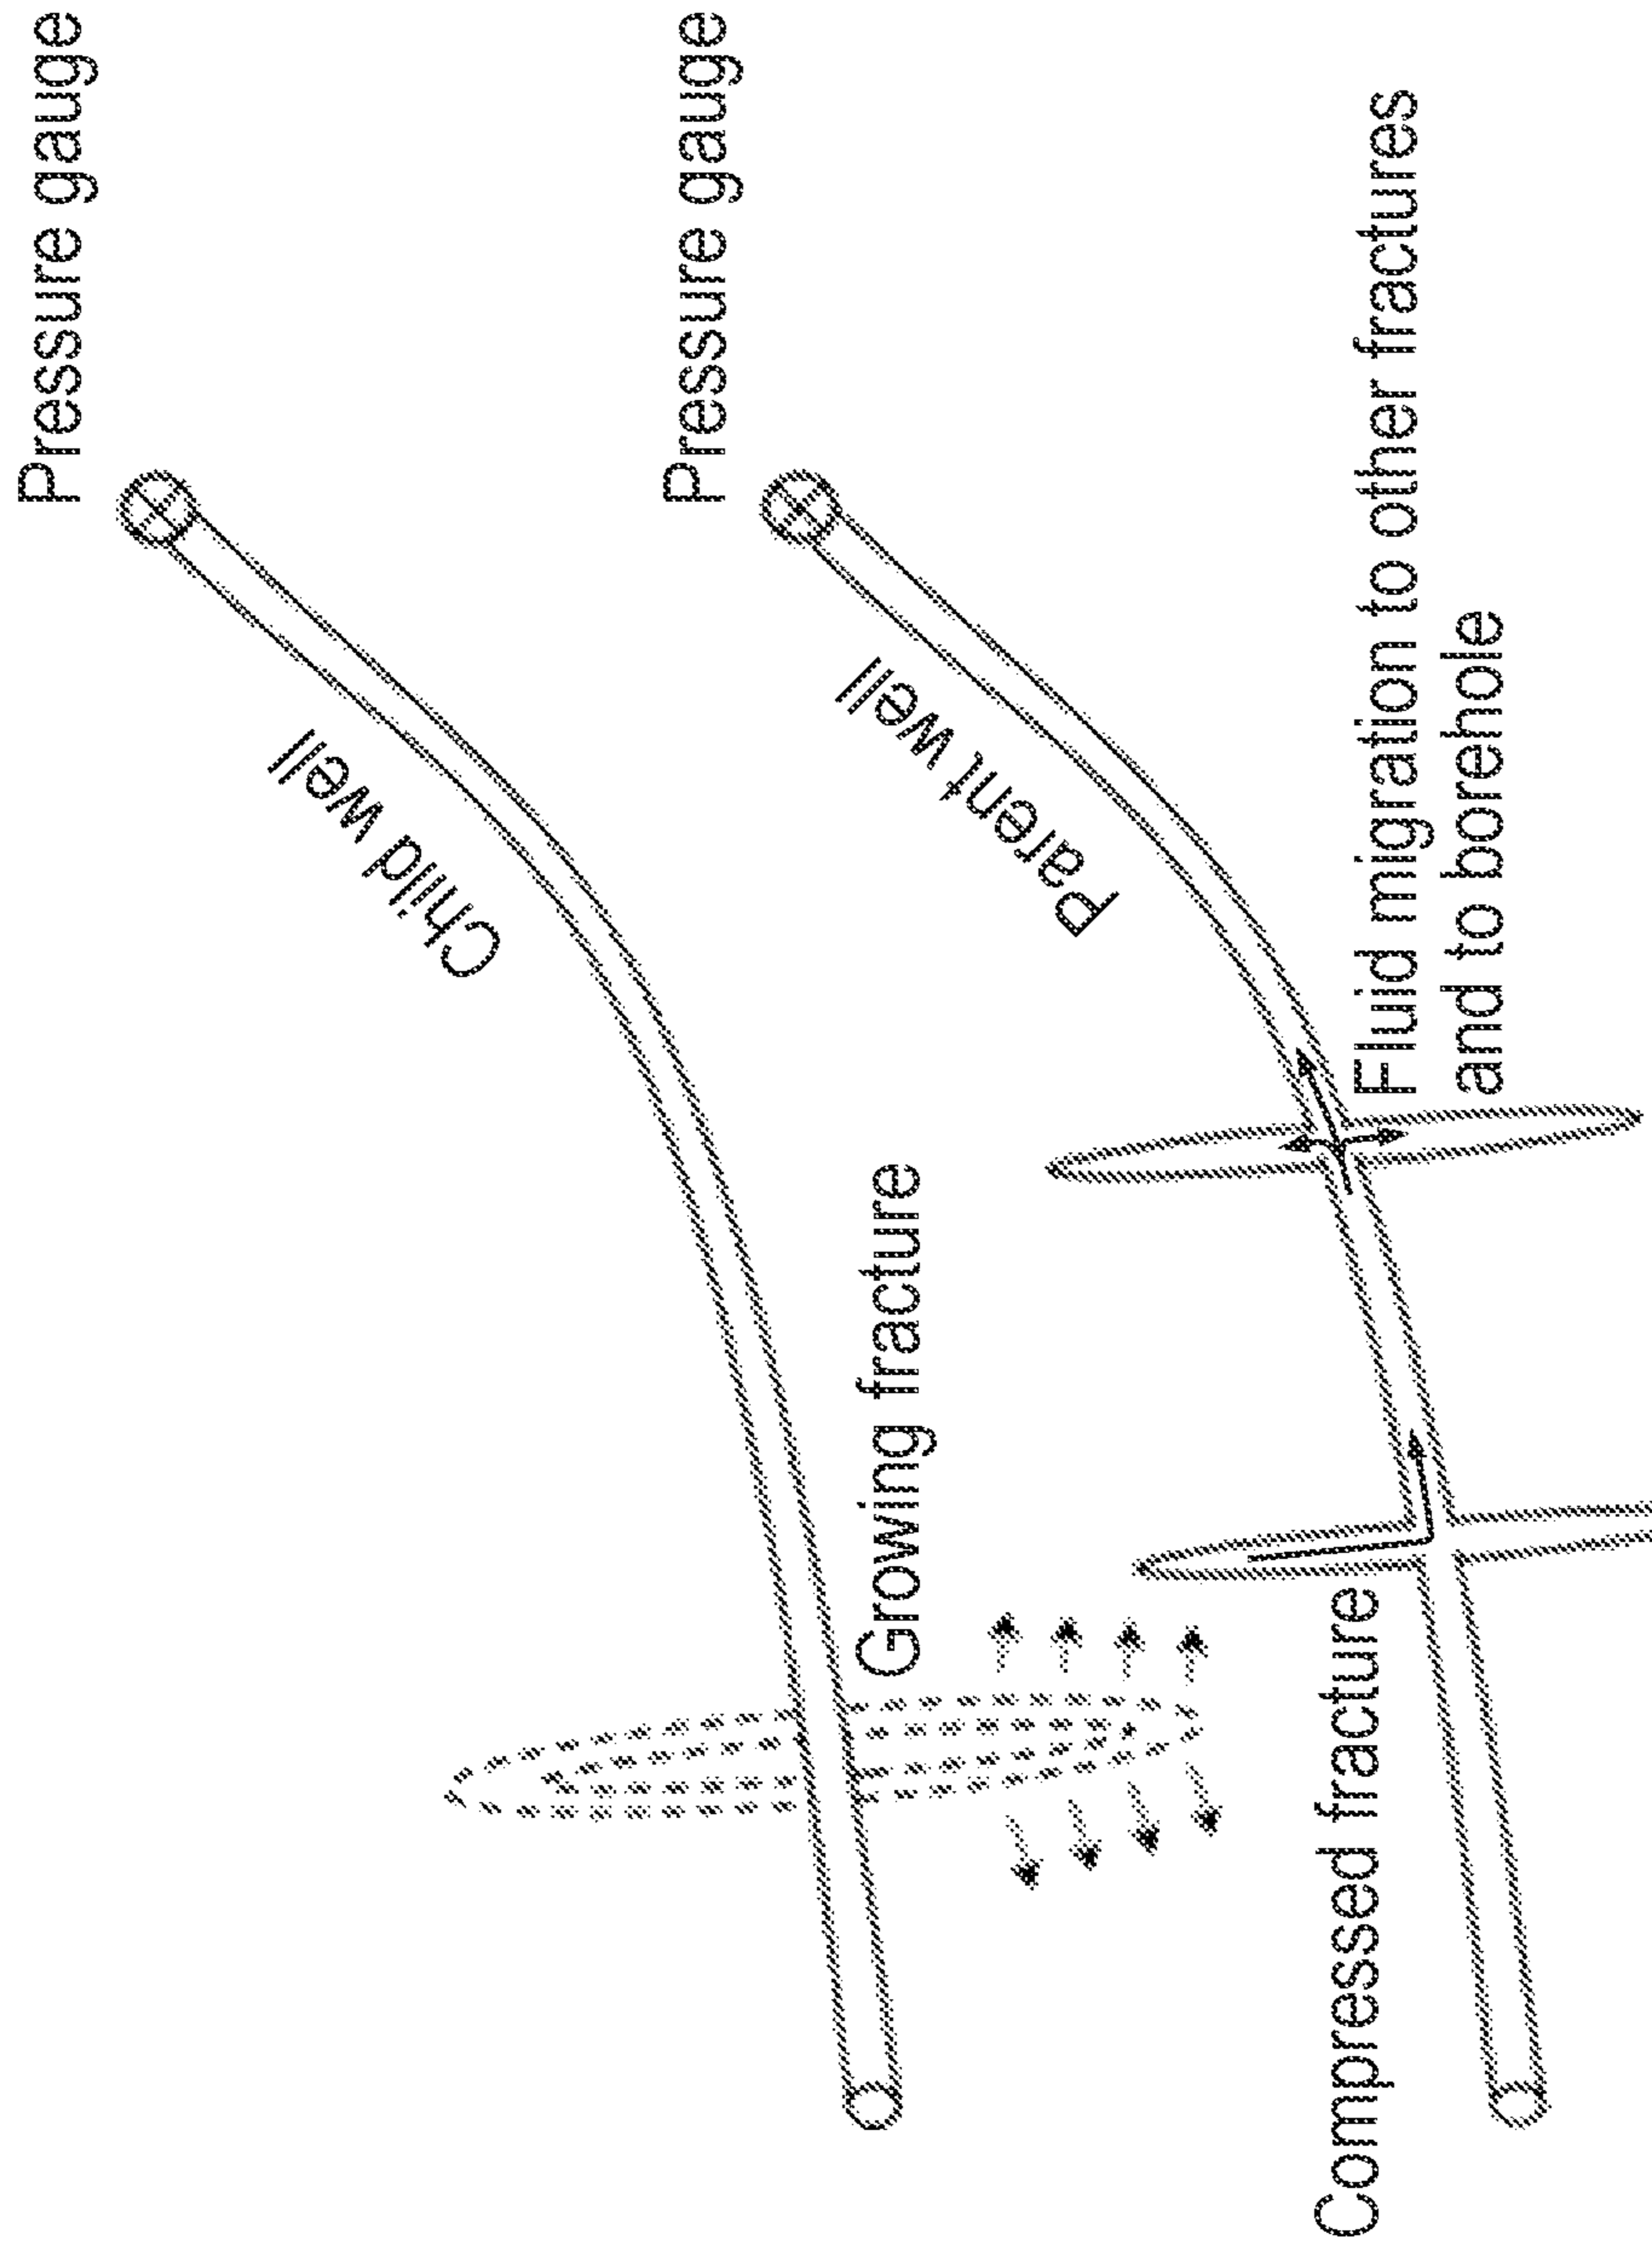 Pressure gauge
Child well
Pressure gauge
Parent well
Growing fracture
Compressed fracture
Fluid migration to other fractures
and to borehole